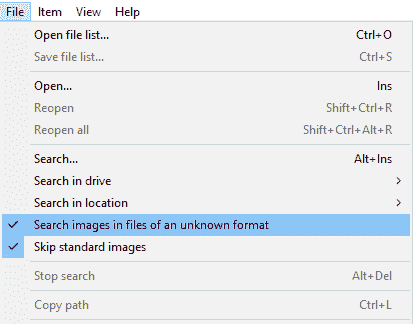 File Item View Help
Open file list... Ctrl+O
Save file list... Ctrl+S
Open... Ins
Reopen Shift+Ctrl+R
Reopen all Shift+Ctrl+Alt+R
Search... Alt+Ins
Search in drive
Search in location
Search images in files of an unknown format
Skip standard images
Stop search Alt+Del
Copy path Ctrl+L